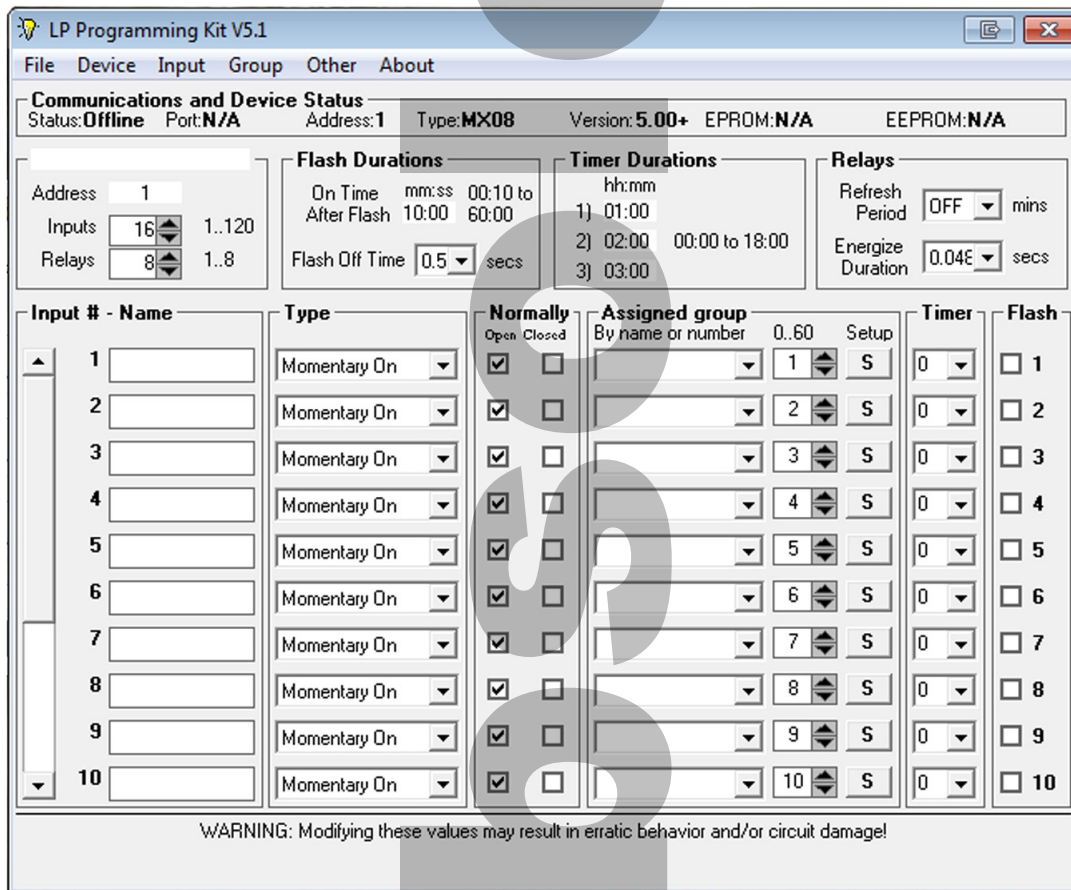 LP Programming Kit V5.1
File Device Input Group Other About
Communications and Device Status
Status:Offline Port:N/A Address:1 Type:MX08 Version:5.00+ EPROM:N/A EEPROM:N/A
Flash Durations Timer Durations Relays
Address 1
Inputs 16 1..120
Relays 8 1..8
On Time After Flash mm:ss 10:00 00:10 to 60:00
Flash Off Time 0.5 secs
hh:mm
1) 01:00
2) 02:00 00:00 to 18:00
3) 03:00
Refresh Period OFF mins
Energize Duration 0.048 secs
Input # - Name Type Normally Assigned group Timer Flash
Open Closed By name or number 0..60 Setup
1 Momentary On 1 S 0 1
2 Momentary On 2 S 0 2
3 Momentary On 3 S 0 3
4 Momentary On 4 S 0 4
5 Momentary On 5 S 0 5
6 Momentary On 6 S 0 6
7 Momentary On 7 S 0 7
8 Momentary On 8 S 0 8
9 Momentary On 9 S 0 9
10 Momentary On 10 S 0 10
WARNING: Modifying these values may result in erratic behavior and/or circuit damage!